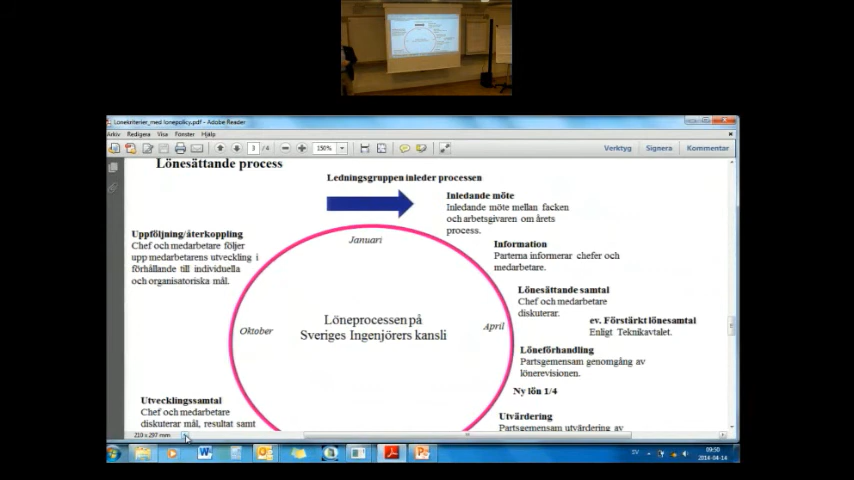 Lonekriterier_med lonepolicy.pdf - Adobe Reader
Arkiv Redigera Visa Fönster Hjälp
3 / 4 150% Verktyg Signera Kommentar
Lönesättande process
Ledningsgruppen inleder processen
Inledande möte
Inledande möte mellan facken
och arbetsgivaren om årets
process.
Januari
Uppföljning/återkoppling
Chef och medarbetare följer
upp medarbetarens utveckling i
förhållande till individuella
och organisatoriska mål.
Information
Parterna informerar chefer och
medarbetare.
Lönesättande samtal
Chef och medarbetare
diskuterar.
ev. Förstärkt lönesamtal
Enligt Teknikavtalet.
Löneprocessen på
Sveriges Ingenjörers kansli
Oktober
April
Löneförhandling
Partsgemensam genomgång av
lönerevisionen.
Ny lön 1/4
Utvecklingssamtal
Chef och medarbetare
diskuterar mål, resultat samt
Utvärdering
Partsgemensam utvärdering av
210 x 297 mm
SV
09:50
2014-04-14